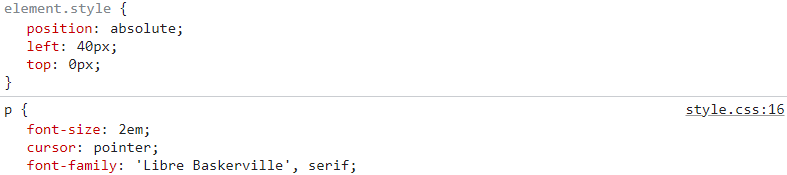 element.style {
position: absolute;
left: 40px;
top: 0px;
}
p {
style.css:16
font-size: 2em;
cursor: pointer;
font-family: 'Libre Baskerville', serif;